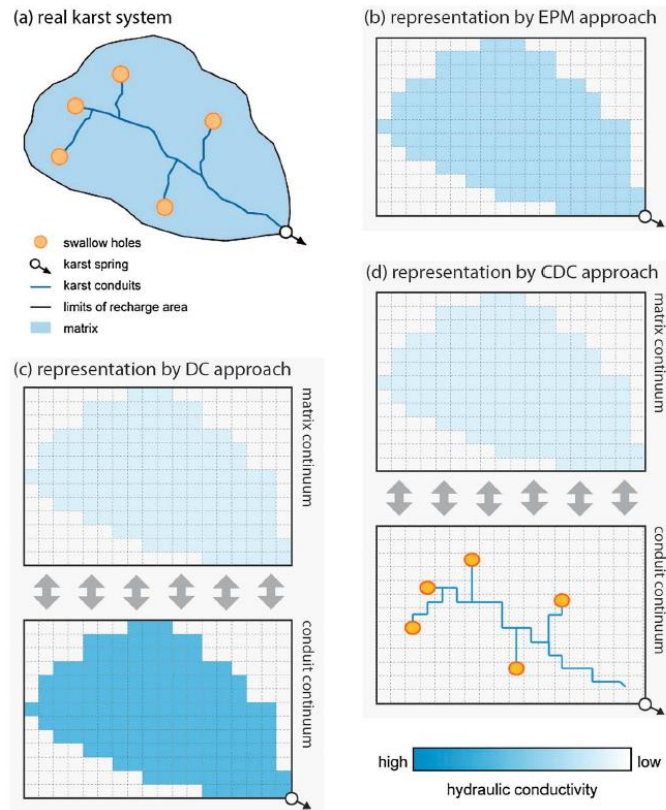 (a) real karst system
swallow holes
karst spring
karst conduits
limits of recharge area
matrix
(b) representation by EPM approach
(c) representation by DC approach
matrix continuum
conduit continuum
(d) representation by CDC approach
matrix continuum
conduit continuum
high
low
hydraulic conductivity